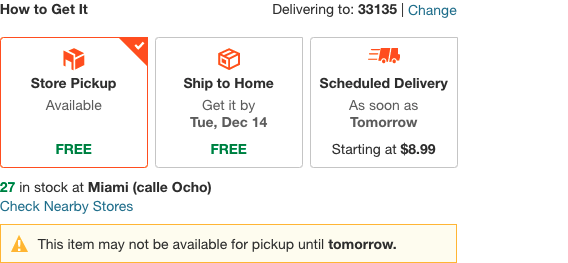 How to Get It
Delivering to: 33135 | Change
Store Pickup
Available
FREE
Ship to Home
Get it by
Tue, Dec 14
FREE
Scheduled Delivery
As soon as
Tomorrow
Starting at $8.99
27 in stock at Miami (calle Ocho)
Check Nearby Stores
This item may not be available for pickup until tomorrow.